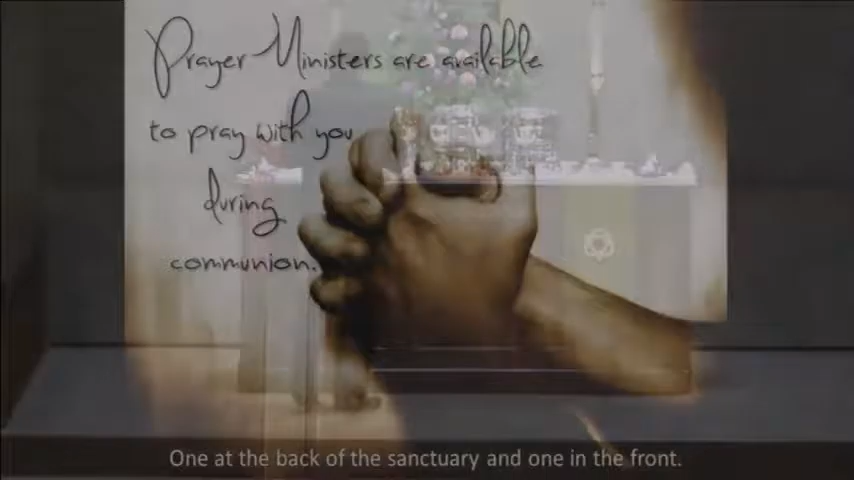 Prayer Ministers are available
to pray with you
during
communion.
One at the back of the sanctuary and one in the front.